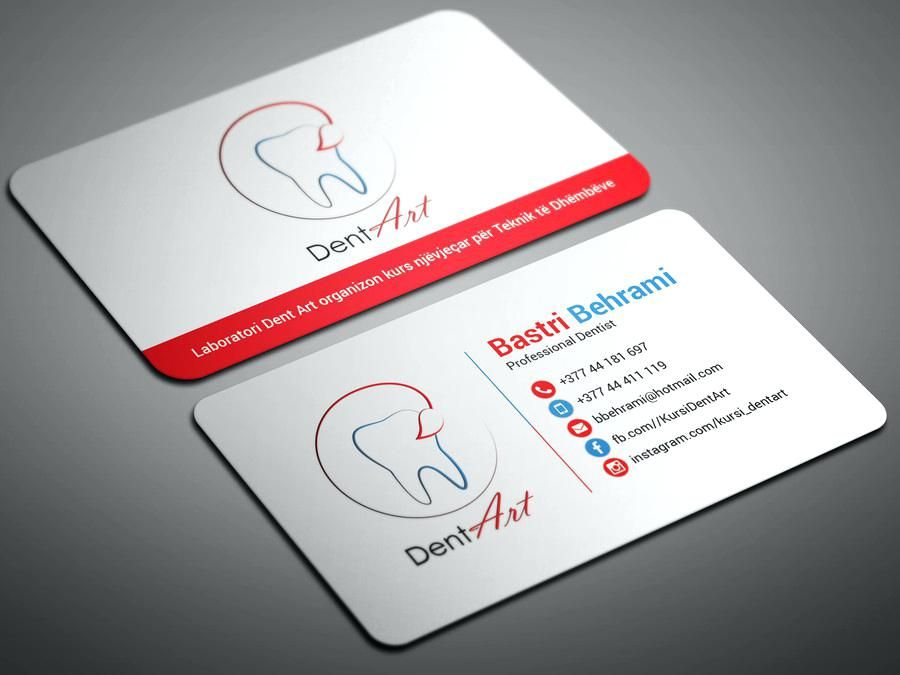 DentArt
Laboratori Dent Art organizon kurs njëvjeçar për Teknik të Dhëmbëve
Bastri Behrami
Professional Dentist
+377 44 181 697
+377 44 411 119
bbehrami@hotmail.com
fb.com//KursiDentArt
instagram.com/kursi_dentart
DentArt